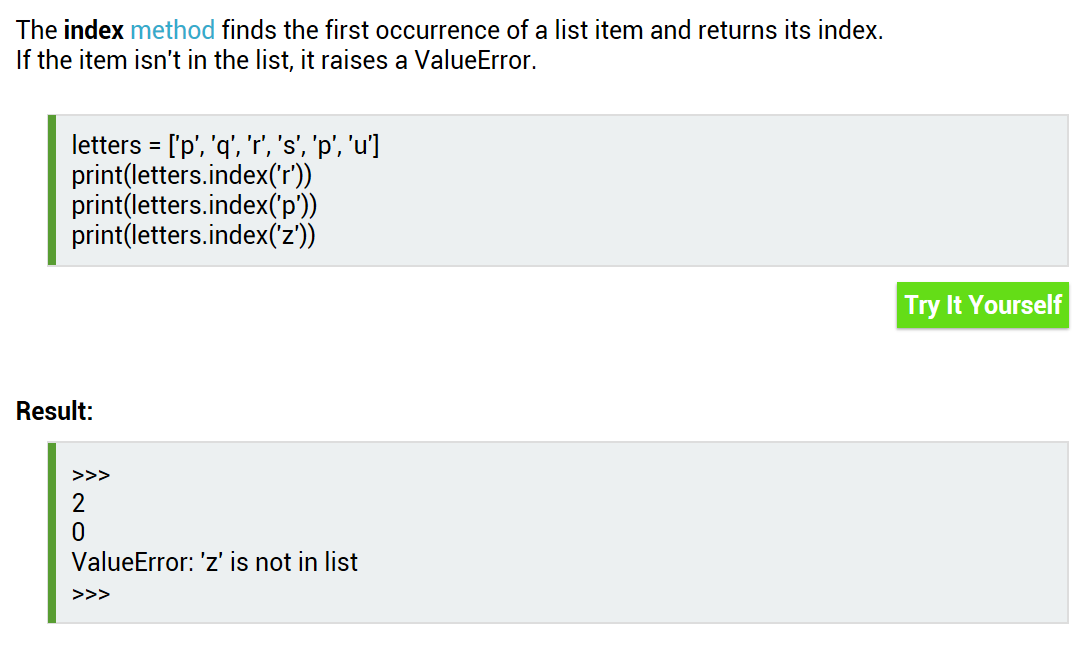 The index method finds the first occurrence of a list item and returns its index.
If the item isn't in the list, it raises a ValueError.
letters = ['p', 'q', 'r', 's', 'p', 'u']
print(letters.index('r'))
print(letters.index('p'))
print(letters.index('z'))
Try It Yourself
Result:
>>>
2
0
ValueError: 'z' is not in list
>>>